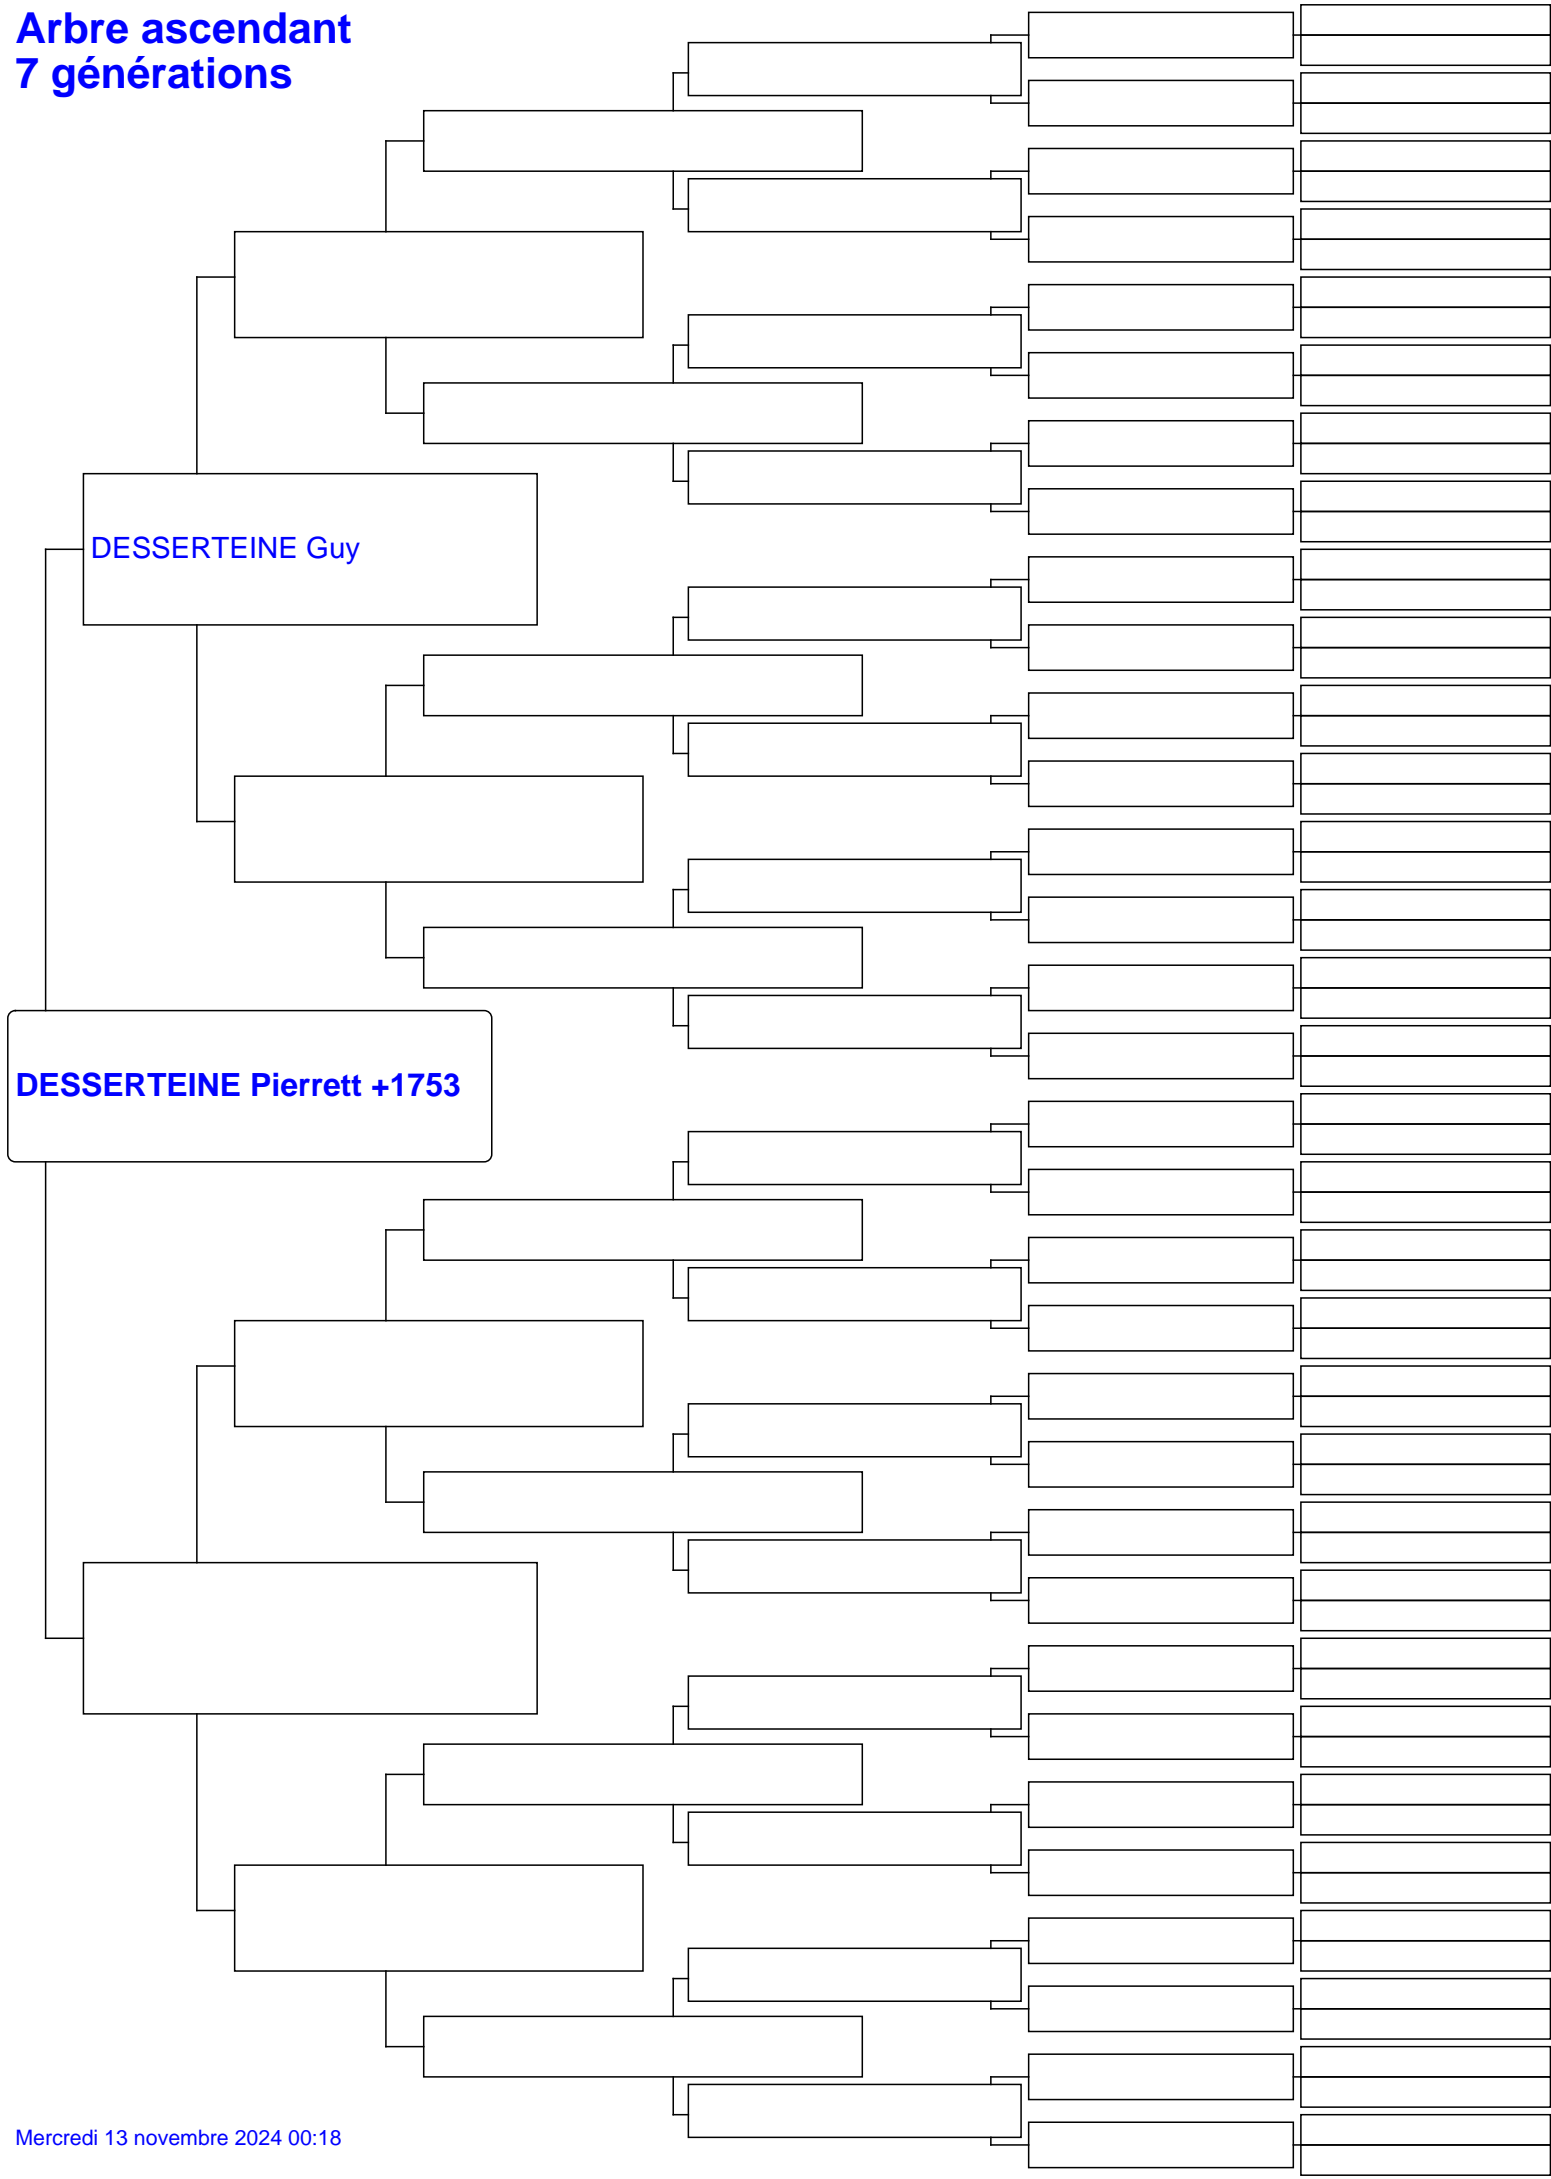 Arbre ascendant
7 générations
DESSERTEINE Guy
DESSERTEINE Pierrett +1753
Mercredi 13 novembre 2024 00:18